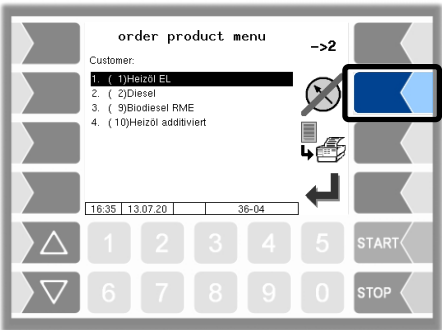 order product menu
->2
Customer:
1. ( 1)Heizöl EL
2. ( 2)Diesel
3. ( 9)Biodiesel RME
4. ( 10)Heizöl additiviert
16:35 13.07.20 36-04
1 2 3 4 5 START
6 7 8 9 0 STOP